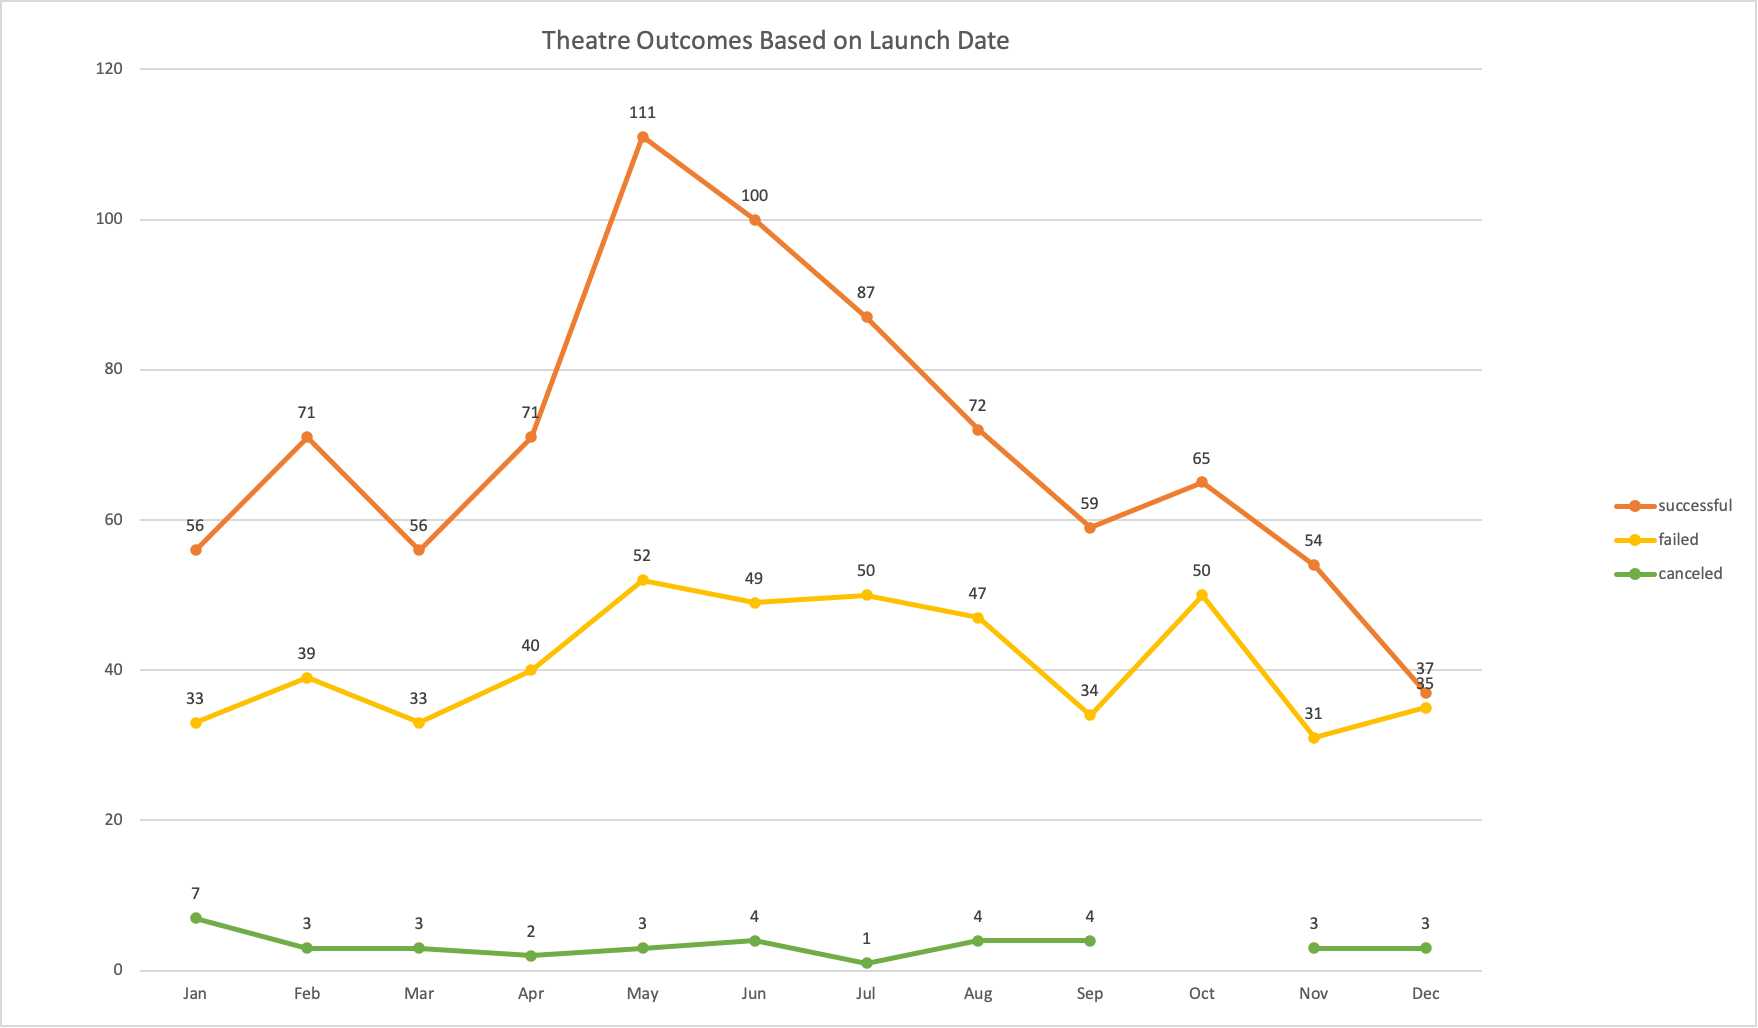 Theatre Outcomes Based on Launch Date
120
100
80
60
40
20
0
56 71 56 71 111 100 87 72 59 65 54 37
33 39 33 40 52 49 50 47 34 50 31 35
7 3 3 2 3 4 1 4 4 3 3
Jan Feb Mar Apr May Jun Jul Aug Sep Oct Nov Dec
successful
failed
canceled